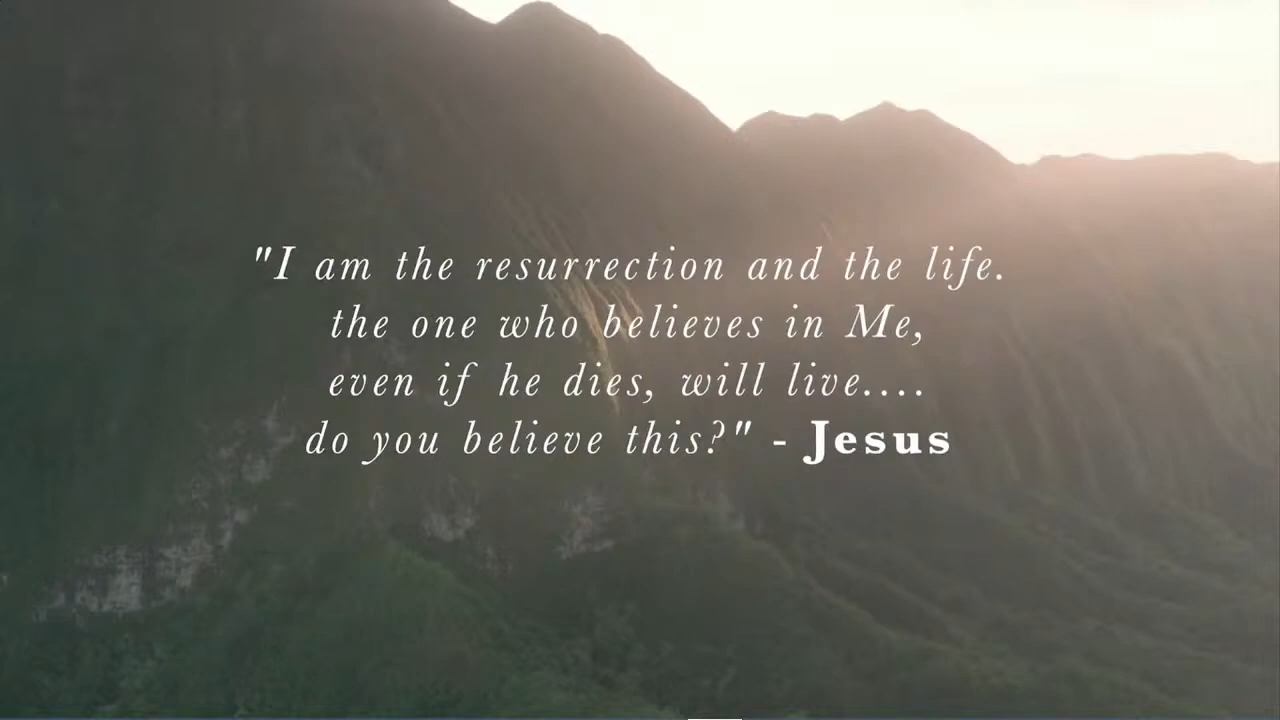 "I am the resurrection and the life.
the one who believes in Me,
even if he dies, will live....
do you believe this?" - Jesus